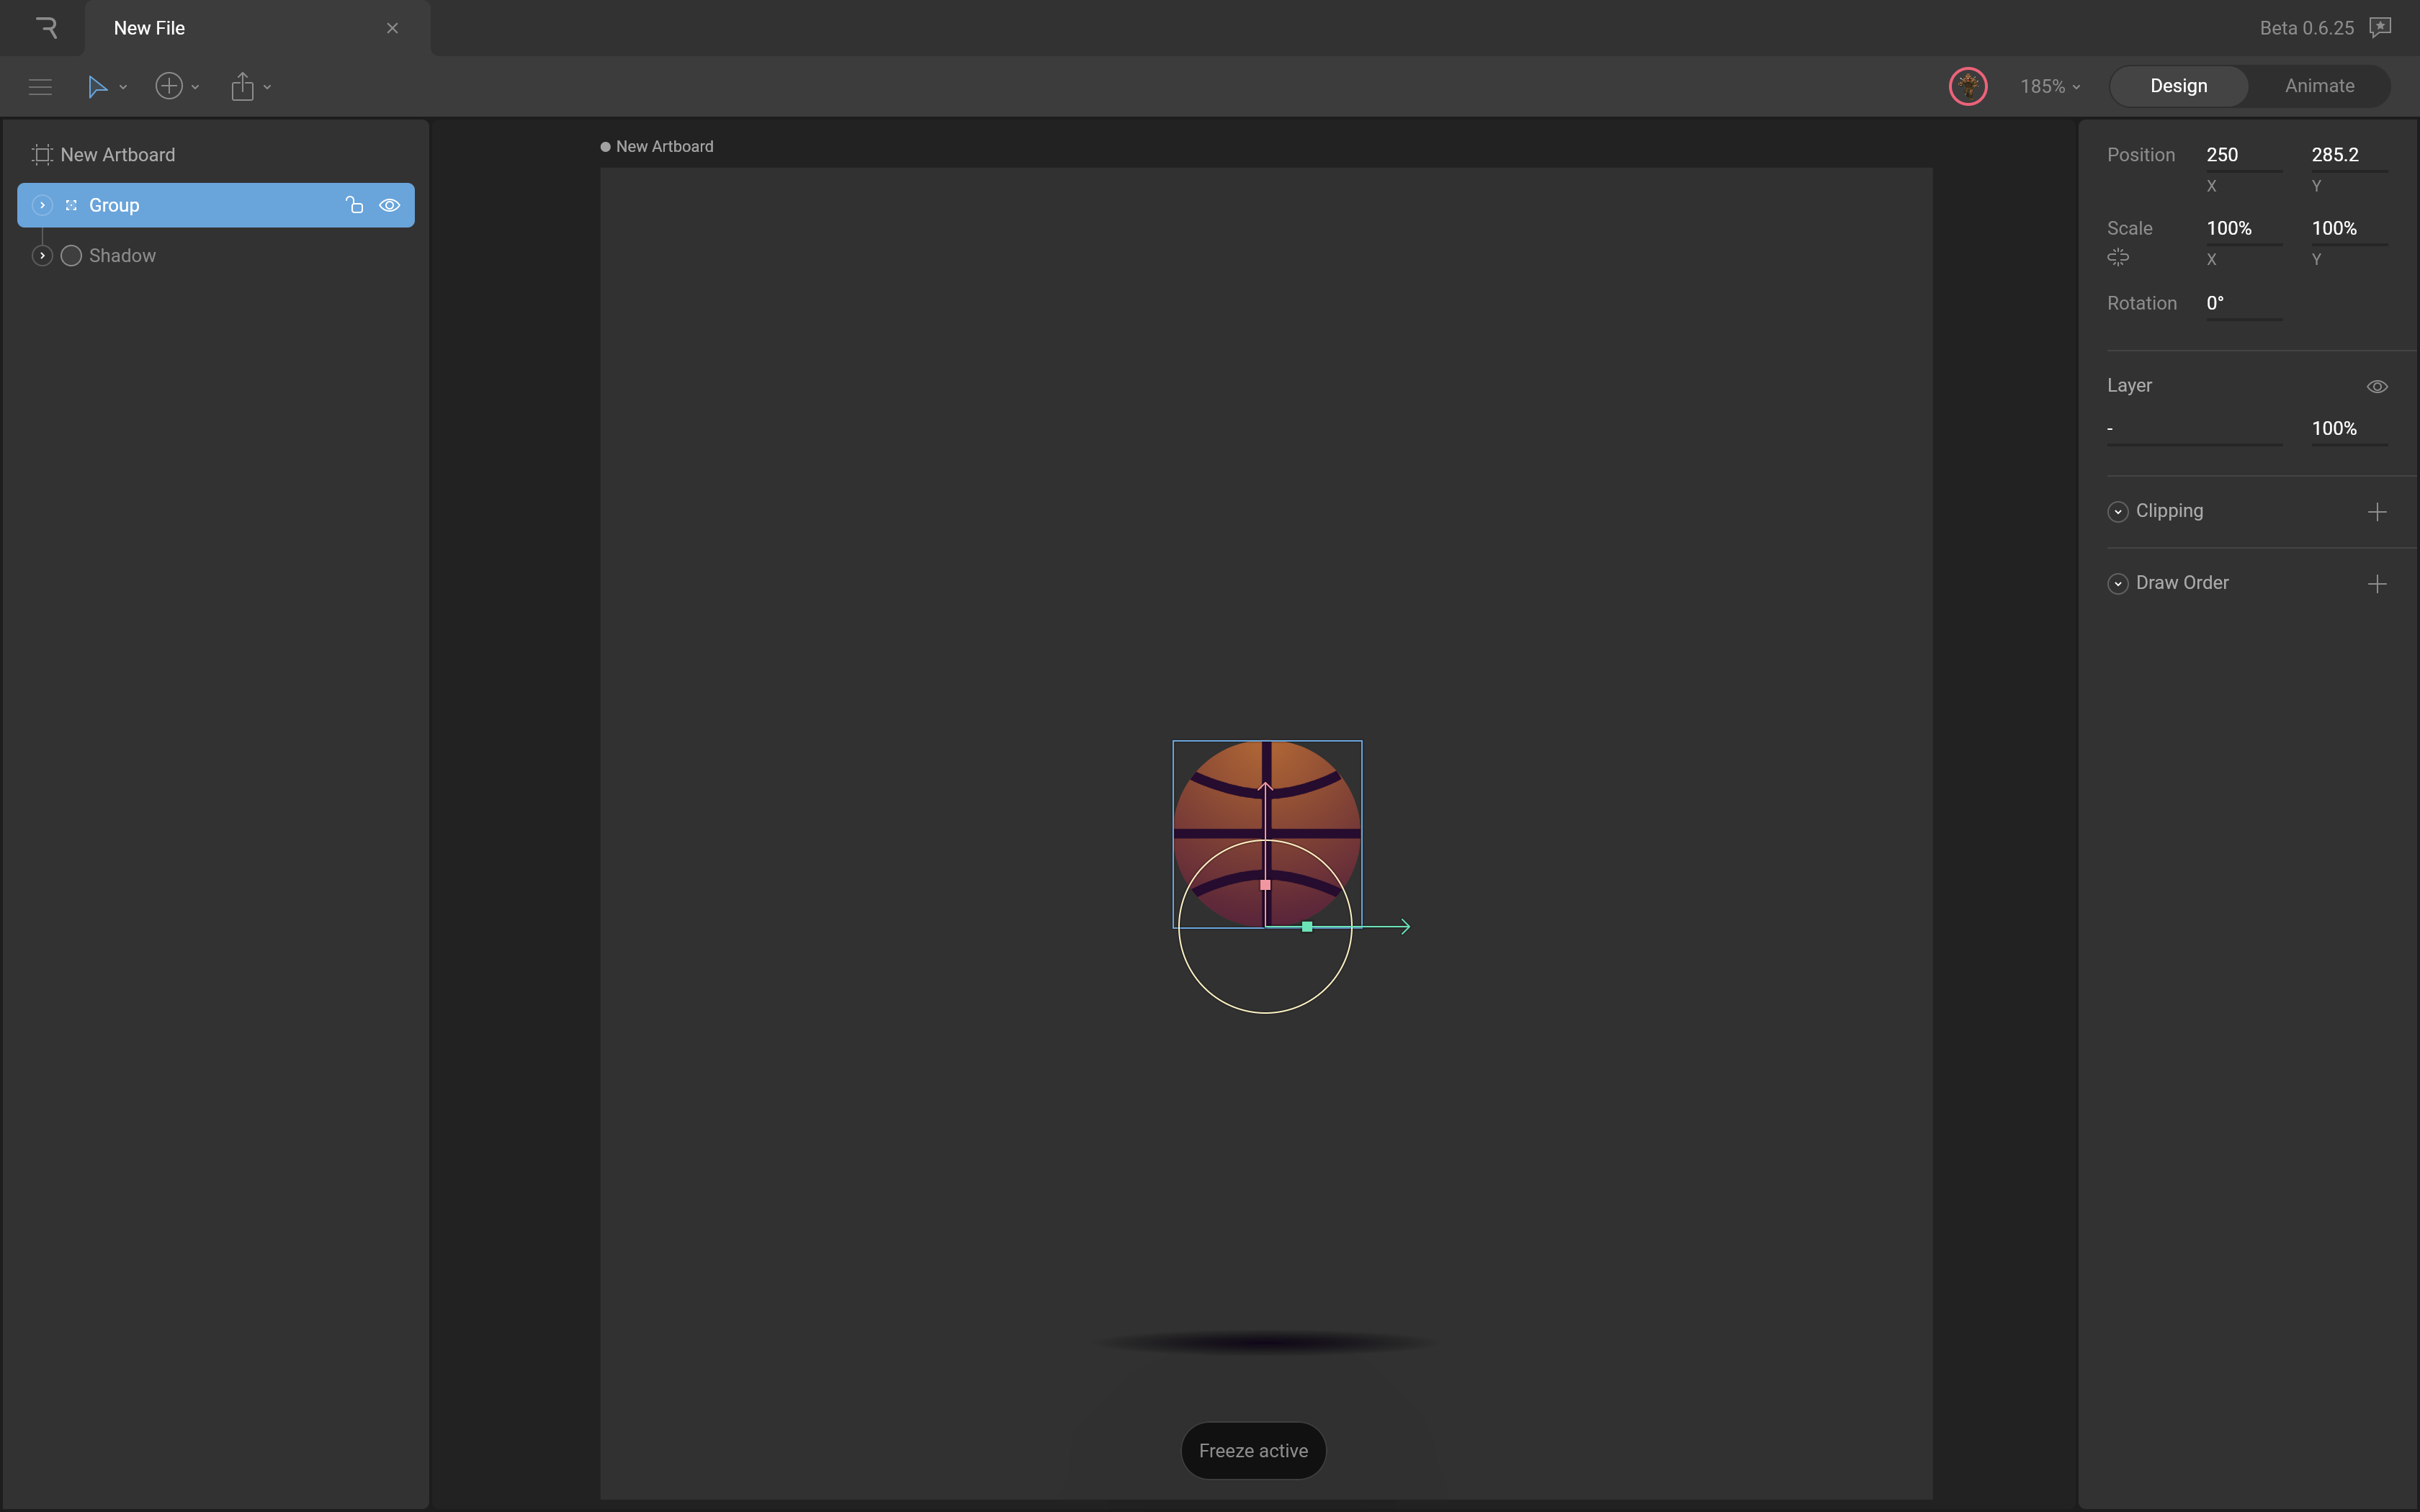 New File
Beta 0.6.25
185%
Design
Animate
New Artboard
Group
Shadow
New Artboard
Position 250 285.2
X Y
Scale 100% 100%
X Y
Rotation 0°
Layer
- 100%
Clipping
Draw Order
Freeze active